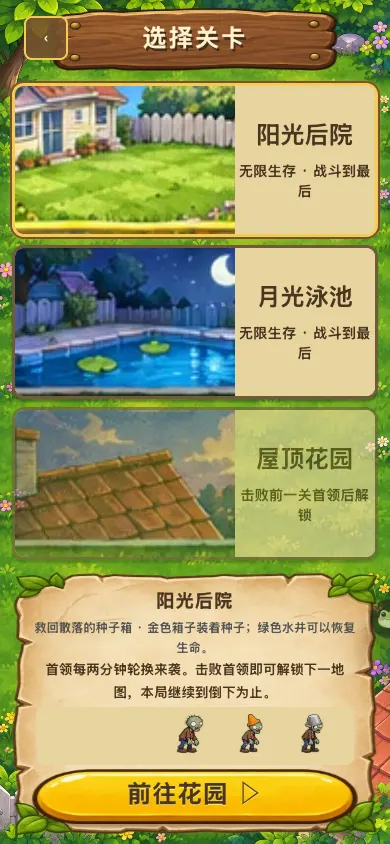 ‹
选择关卡
阳光后院
无限生存 · 战斗到最
后
月光泳池
无限生存 · 战斗到最
后
屋顶花园
击败前一关首领后解
锁
阳光后院
救回散落的种子箱 · 金色箱子装着种子；绿色水井可以恢复
生命。
首领每两分钟轮换来袭。击败首领即可解锁下一地
图，本局继续到倒下为止。
前往花园 ▷